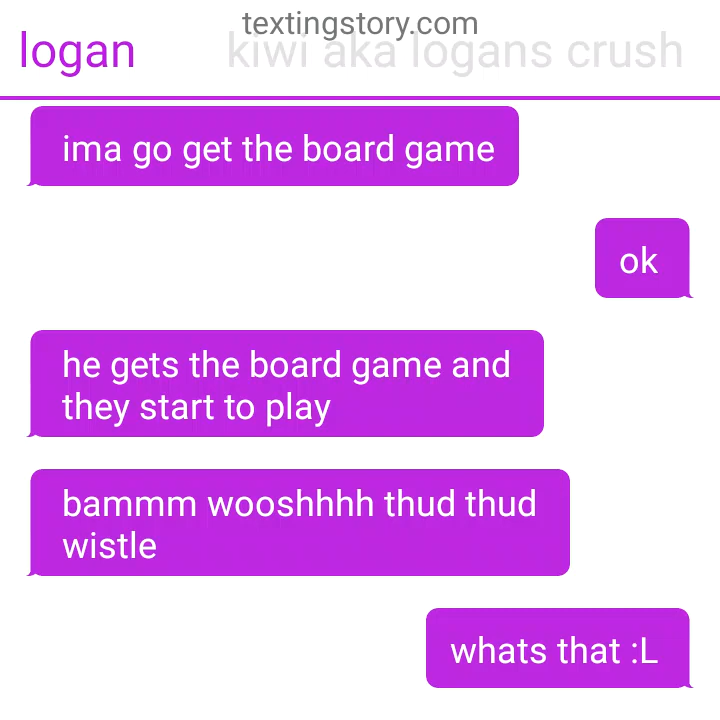 textingstory.com
logan
kiwi aka logans crush
ima go get the board game
ok
he gets the board game and
they start to play
bammm wooshhhh thud thud
wistle
whats that :L